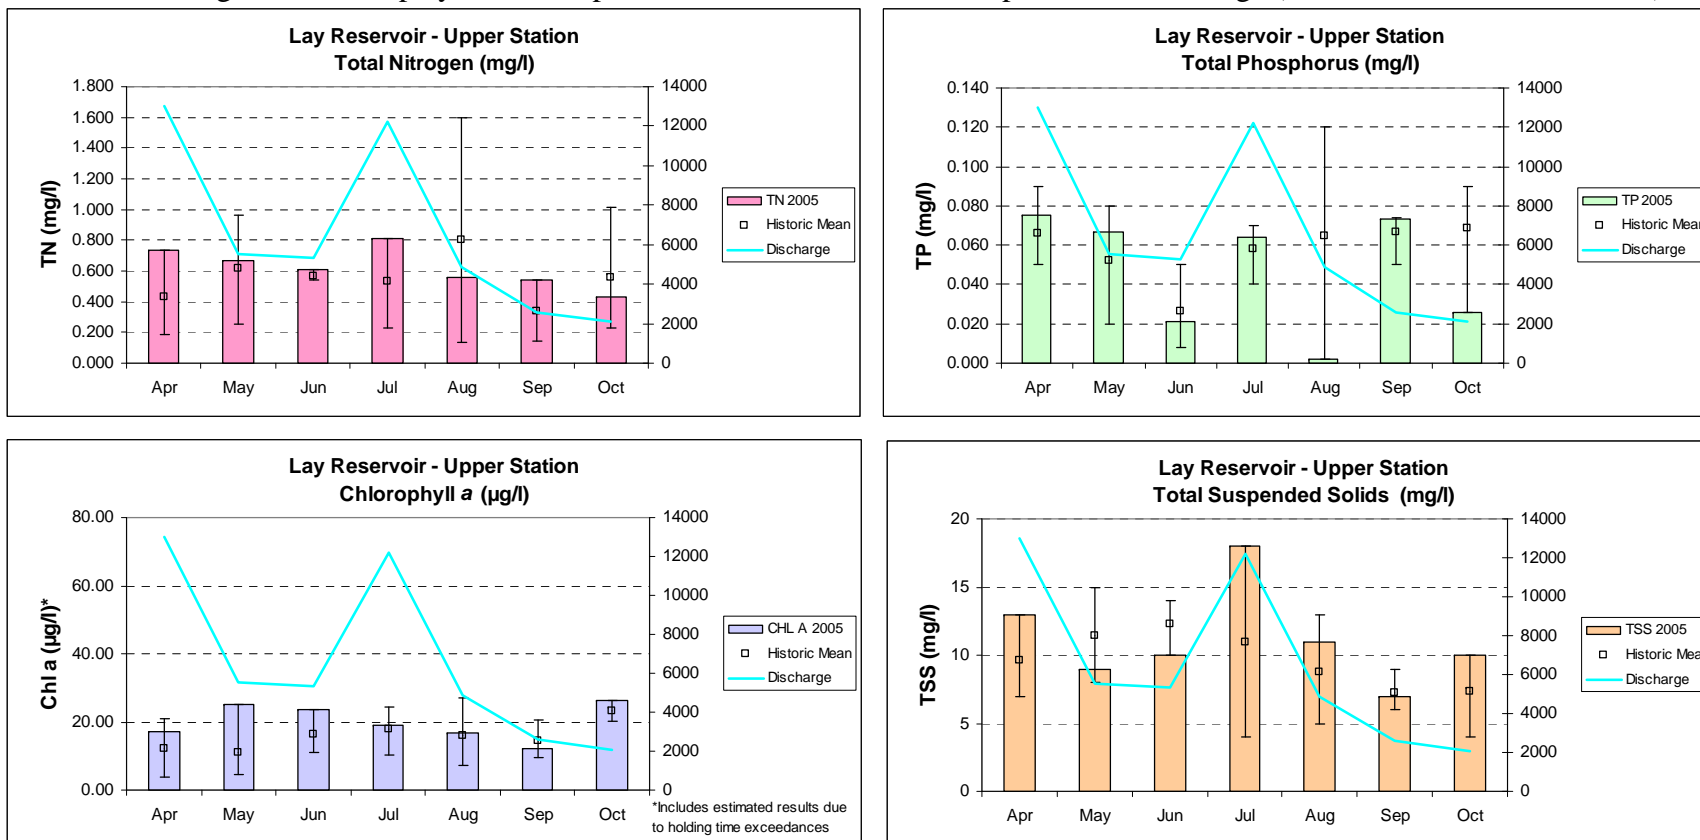 Lay Reservoir - Upper Station
Total Nitrogen (mg/l)
TN (mg/l)
1.800
1.600
1.400
1.200
1.000
0.800
0.600
0.400
0.200
0.000
14000
12000
10000
8000
6000
4000
2000
0
Apr May Jun Jul Aug Sep Oct
TN 2005
Historic Mean
Discharge
Lay Reservoir - Upper Station
Total Phosphorus (mg/l)
TP (mg/l)
0.140
0.120
0.100
0.080
0.060
0.040
0.020
0.000
14000
12000
10000
8000
6000
4000
2000
0
Apr May Jun Jul Aug Sep Oct
TP 2005
Historic Mean
Discharge
Lay Reservoir - Upper Station
Chlorophyll a (µg/l)
Chl a (µg/l)*
80.00
60.00
40.00
20.00
0.00
14000
12000
10000
8000
6000
4000
2000
0
Apr May Jun Jul Aug Sep Oct
CHL A 2005
Historic Mean
Discharge
*Includes estimated results due
to holding time exceedances
Lay Reservoir - Upper Station
Total Suspended Solids (mg/l)
TSS (mg/l)
20
15
10
5
0
14000
12000
10000
8000
6000
4000
2000
0
Apr May Jun Jul Aug Sep Oct
TSS 2005
Historic Mea
Discharge